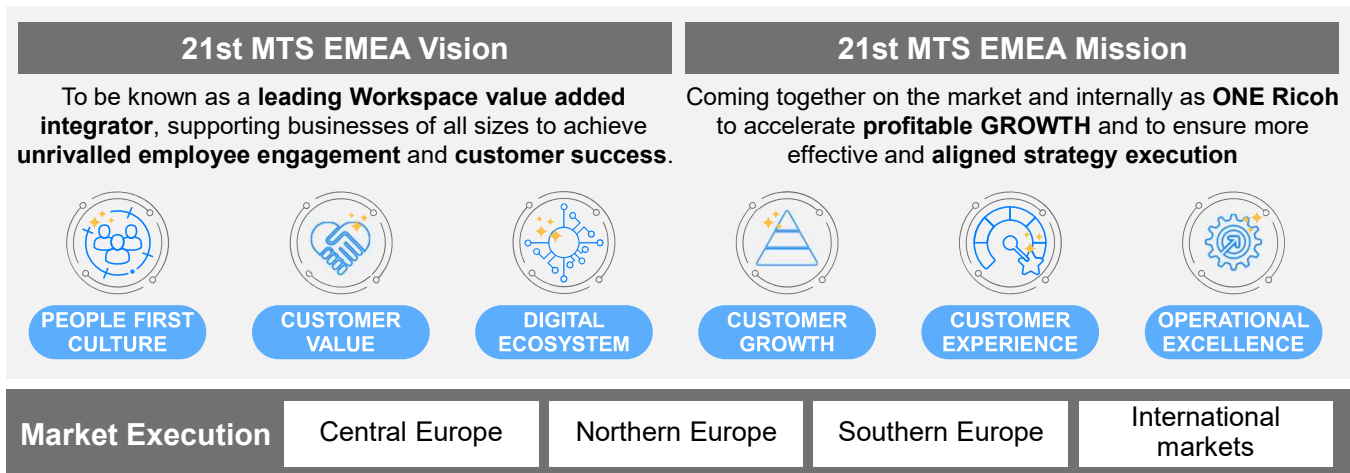 21st MTS EMEA Vision
To be known as a leading Workspace value added
integrator, supporting businesses of all sizes to achieve
unrivalled employee engagement and customer success.
21st MTS EMEA Mission
Coming together on the market and internally as ONE Ricoh
to accelerate profitable GROWTH and to ensure more
effective and aligned strategy execution
PEOPLE FIRST
CULTURE
CUSTOMER
VALUE
DIGITAL
ECOSYSTEM
CUSTOMER
GROWTH
CUSTOMER
EXPERIENCE
OPERATIONAL
EXCELLENCE
Market Execution
Central Europe
Northern Europe
Southern Europe
International
markets